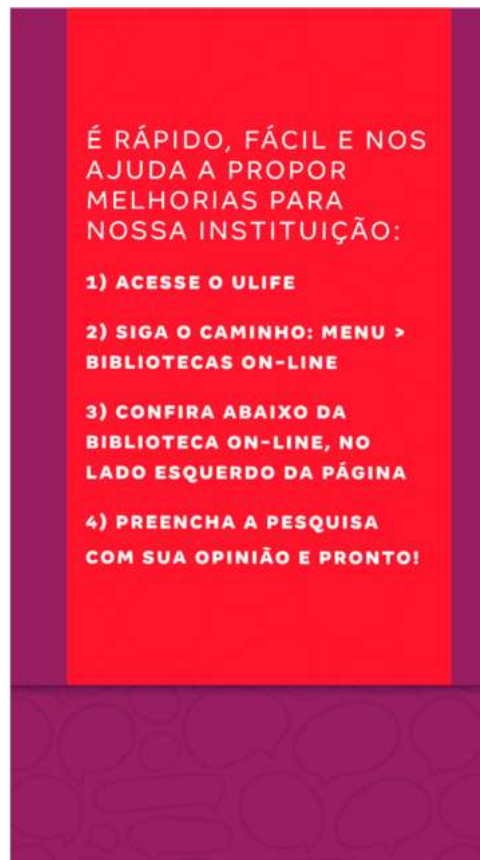 É RÁPIDO, FÁCIL E NOS
AJUDA A PROPOR
MELHORIAS PARA
NOSSA INSTITUIÇÃO:
1) ACESSE O ULIFE
2) SIGA O CAMINHO: MENU >
BIBLIOTECAS ON-LINE
3) CONFIRA ABAIXO DA
BIBLIOTECA ON-LINE, NO
LADO ESQUERDO DA PÁGINA
4) PREENCHA A PESQUISA
COM SUA OPINIÃO E PRONTO!